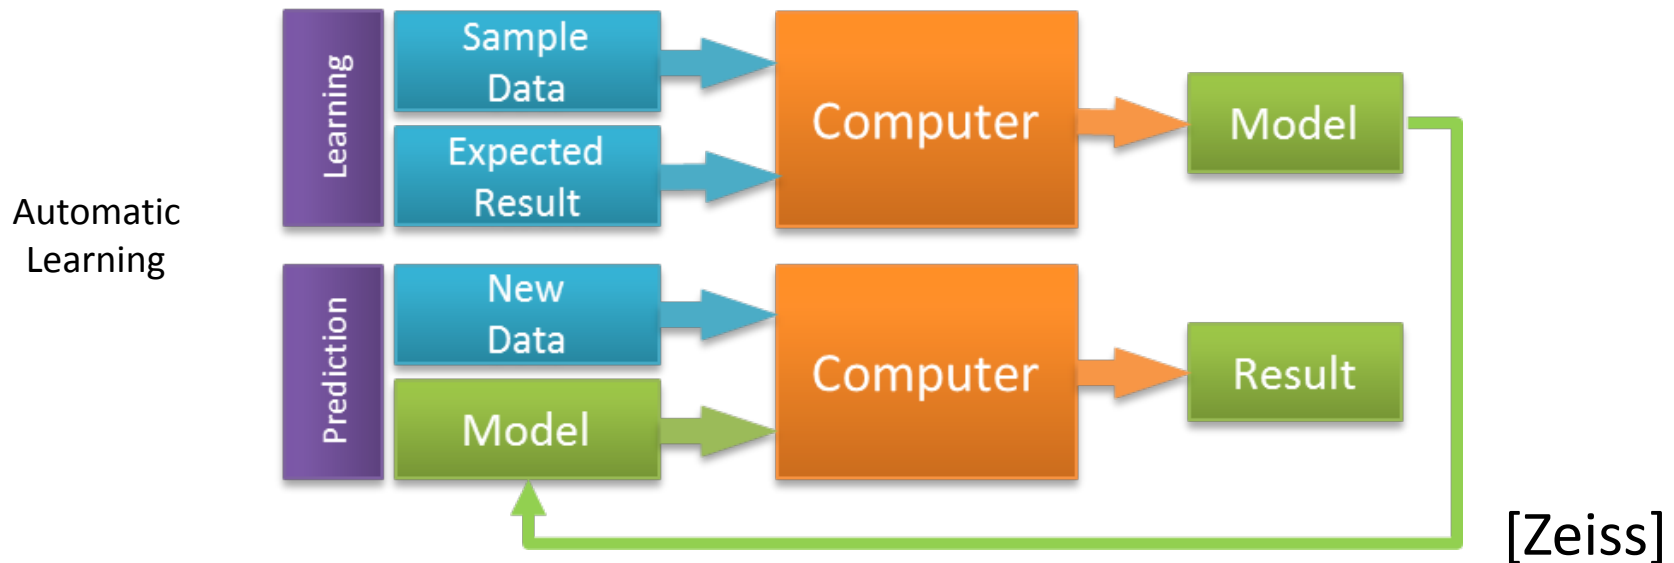 Automatic
Learning
Learning
Sample
Data
Expected
Result
Computer
Model
Prediction
New
Data
Model
Computer
Result
[Zeiss]